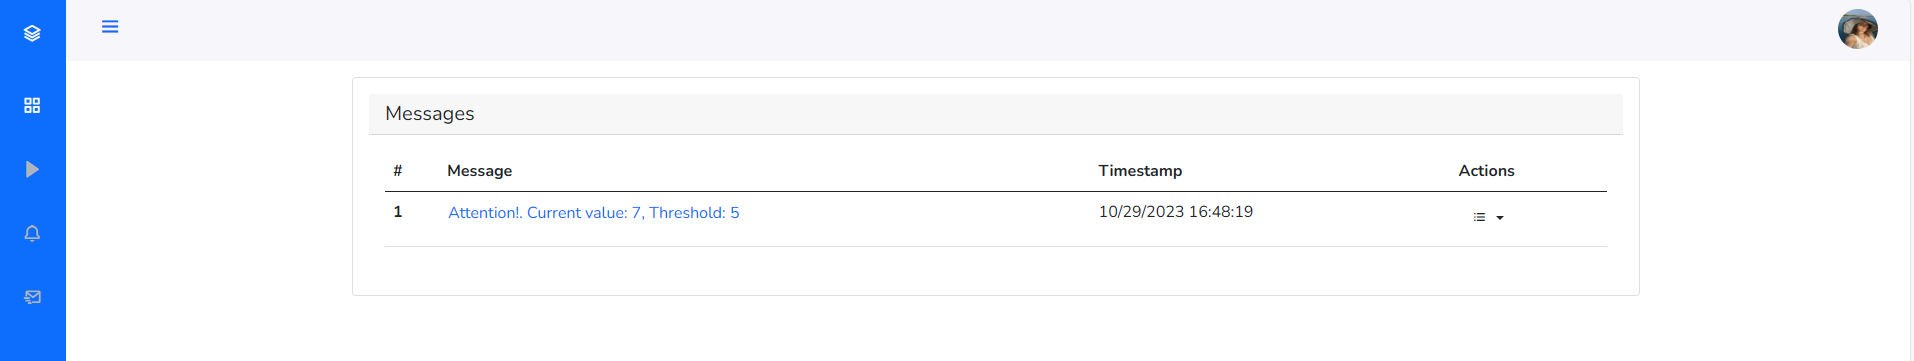 Messages
# Message Timestamp Actions
1 Attention!. Current value: 7, Threshold: 5 10/29/2023 16:48:19